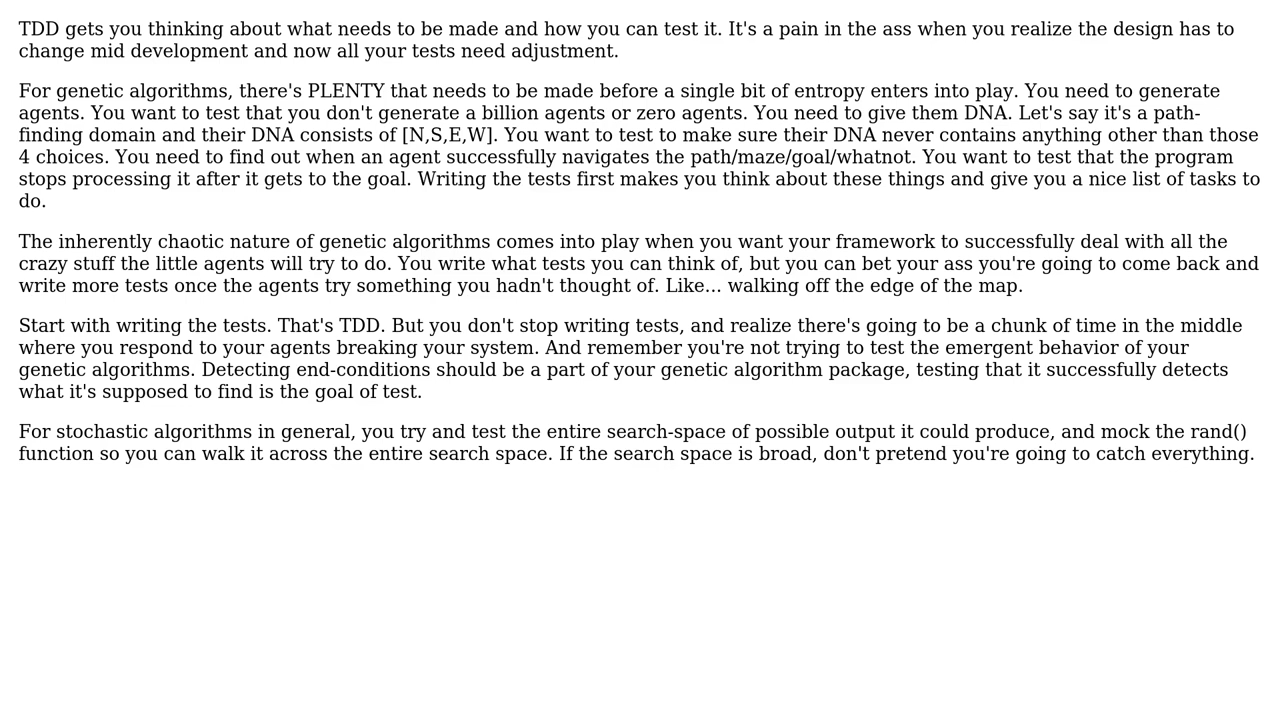 TDD gets you thinking about what needs to be made and how you can test it. It's a pain in the ass when you realize the design has to
change mid development and now all your tests need adjustment.
For genetic algorithms, there's PLENTY that needs to be made before a single bit of entropy enters into play. You need to generate
agents. You want to test that you don't generate a billion agents or zero agents. You need to give them DNA. Let's say it's a path-
finding domain and their DNA consists of [N,S,E,W]. You want to test to make sure their DNA never contains anything other than those
4 choices. You need to find out when an agent successfully navigates the path/maze/goal/whatnot. You want to test that the program
stops processing it after it gets to the goal. Writing the tests first makes you think about these things and give you a nice list of tasks to
do.
The inherently chaotic nature of genetic algorithms comes into play when you want your framework to successfully deal with all the
crazy stuff the little agents will try to do. You write what tests you can think of, but you can bet your ass you're going to come back and
write more tests once the agents try something you hadn't thought of. Like... walking off the edge of the map.
Start with writing the tests. That's TDD. But you don't stop writing tests, and realize there's going to be a chunk of time in the middle
where you respond to your agents breaking your system. And remember you're not trying to test the emergent behavior of your
genetic algorithms. Detecting end-conditions should be a part of your genetic algorithm package, testing that it successfully detects
what it's supposed to find is the goal of test.
For stochastic algorithms in general, you try and test the entire search-space of possible output it could produce, and mock the rand()
function so you can walk it across the entire search space. If the search space is broad, don't pretend you're going to catch everything.